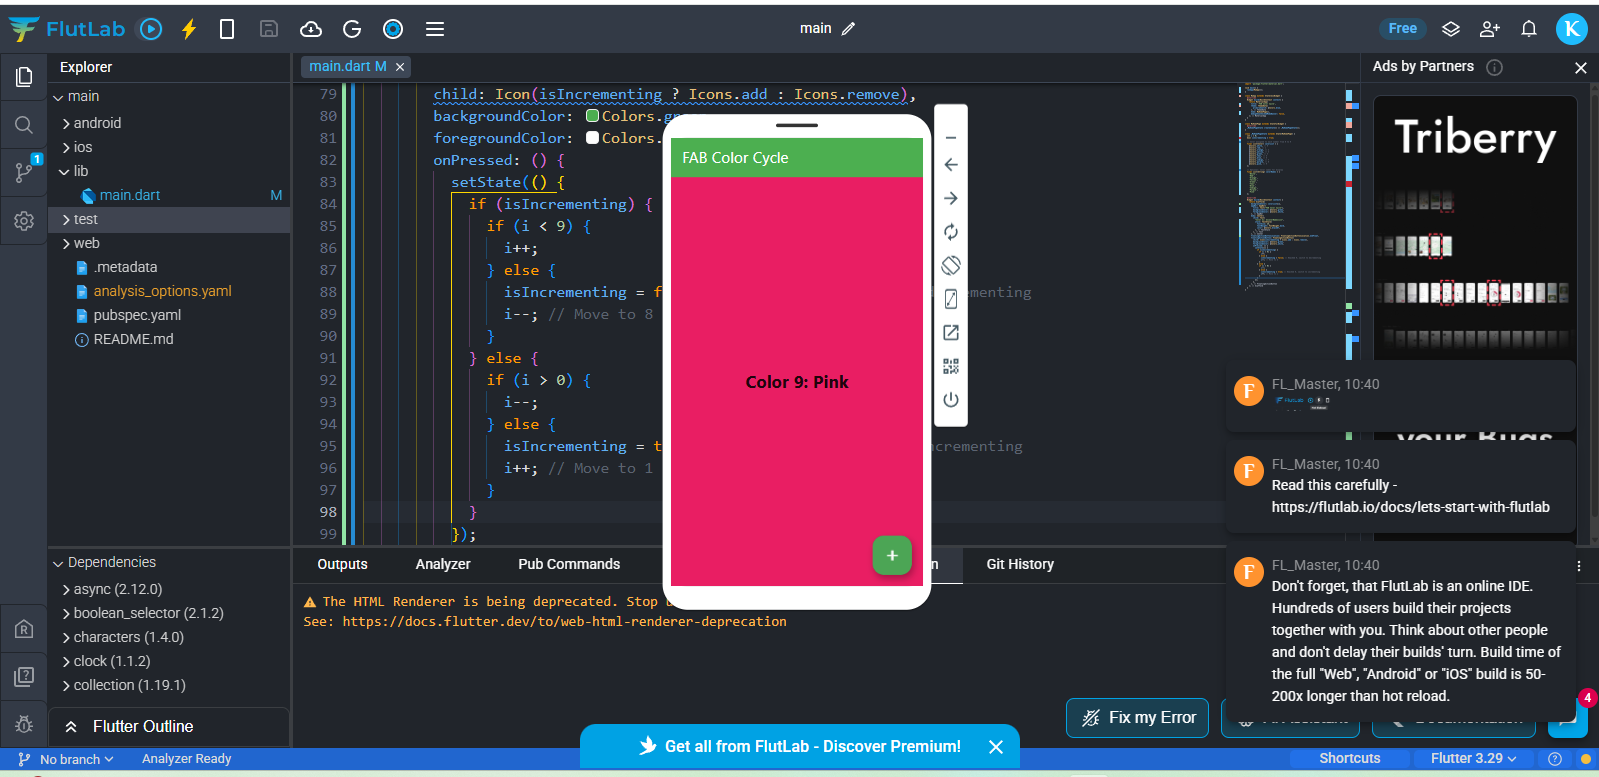 FlutLab
main
Free
K
Explorer
main
android
ios
lib
main.dart M
test
web
.metadata
analysis_options.yaml
pubspec.yaml
README.md
1
Dependencies
async (2.12.0)
boolean_selector (2.1.2)
characters (1.4.0)
clock (1.1.2)
collection (1.19.1)
Flutter Outline
main.dart M ×
79 child: Icon(isIncrementing ? Icons.add : Icons.remove),
80 backgroundColor: Colors.gr
81 foregroundColor: Colors.
82 onPressed: () {
83 setState(() {
84 if (isIncrementing) {
85 if (i < 9) {
86 i++;
87 } else {
88 isIncrementing = f ementing
89 i--; // Move to 8
90 }
91 } else {
92 if (i > 0) {
93 i--;
94 } else {
95 isIncrementing = t crementing
96 i++; // Move to 1
97 }
98 }
99 });
FAB Color Cycle
Color 9: Pink
+
Outputs
Analyzer
Pub Commands
n
Git History
The HTML Renderer is being deprecated. Stop u
See: https://docs.flutter.dev/to/web-html-renderer-deprecation
Ads by Partners
Triberry
your Bugs
F
FL_Master, 10:40
F
FL_Master, 10:40
Read this carefully -
https://flutlab.io/docs/lets-start-with-flutlab
F
FL_Master, 10:40
Don't forget, that FlutLab is an online IDE.
Hundreds of users build their projects
together with you. Think about other people
and don't delay their builds' turn. Build time of
the full "Web", "Android" or "iOS" build is 50-
200x longer than hot reload.
4
Fix my Error
AI Assistant
Documentation
Get all from FlutLab - Discover Premium!
No branch
Analyzer Ready
Shortcuts
Flutter 3.29